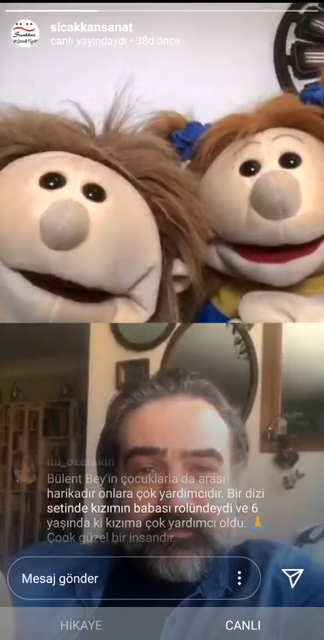 sicakkansanat
canlı yayındaydı • 38d önce
Bülent Bey'in çocuklarla da arası
harikadır onlara çok yardımcıdır. Bir dizi
setinde kızımın babası rolündeydi ve 6
yaşında ki kızıma çok yardımcı oldu. 🙏
Çook güzel bir insandır.
Mesaj gönder
HİKAYE
CANLI